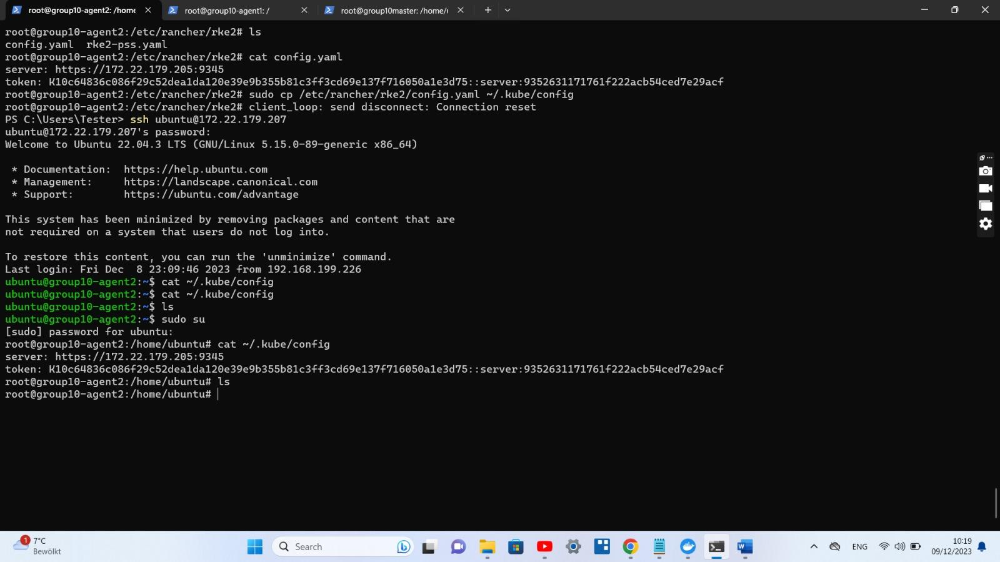 root@group10-agent2: /home
root@group10-agent1: /
root@group10master: /home/u
root@group10-agent2:/etc/rancher/rke2# ls
config.yaml  rke2-pss.yaml
root@group10-agent2:/etc/rancher/rke2# cat config.yaml
server: https://172.22.179.205:9345
token: K10c64836c086f29c52dea1da120e39e9b355b81c3ff3cd69e137f716050a1e3d75::server:9352631171761f222acb54ced7e29acf
root@group10-agent2:/etc/rancher/rke2# sudo cp /etc/rancher/rke2/config.yaml ~/.kube/config
root@group10-agent2:/etc/rancher/rke2# client_loop: send disconnect: Connection reset
PS C:\Users\Tester> ssh ubuntu@172.22.179.207
ubuntu@172.22.179.207's password:
Welcome to Ubuntu 22.04.3 LTS (GNU/Linux 5.15.0-89-generic x86_64)
* Documentation:  https://help.ubuntu.com
* Management:     https://landscape.canonical.com
* Support:        https://ubuntu.com/advantage
This system has been minimized by removing packages and content that are
not required on a system that users do not log into.
To restore this content, you can run the 'unminimize' command.
Last login: Fri Dec  8 23:09:46 2023 from 192.168.199.226
ubuntu@group10-agent2:~$ cat ~/.kube/config
ubuntu@group10-agent2:~$ cat ~/.kube/config
ubuntu@group10-agent2:~$ ls
ubuntu@group10-agent2:~$ sudo su
[sudo] password for ubuntu:
root@group10-agent2:/home/ubuntu# cat ~/.kube/config
server: https://172.22.179.205:9345
token: K10c64836c086f29c52dea1da120e39e9b355b81c3ff3cd69e137f716050a1e3d75::server:9352631171761f222acb54ced7e29acf
root@group10-agent2:/home/ubuntu# ls
root@group10-agent2:/home/ubuntu#
1
7°C
Bewölkt
Search
ENG
10:19
09/12/2023